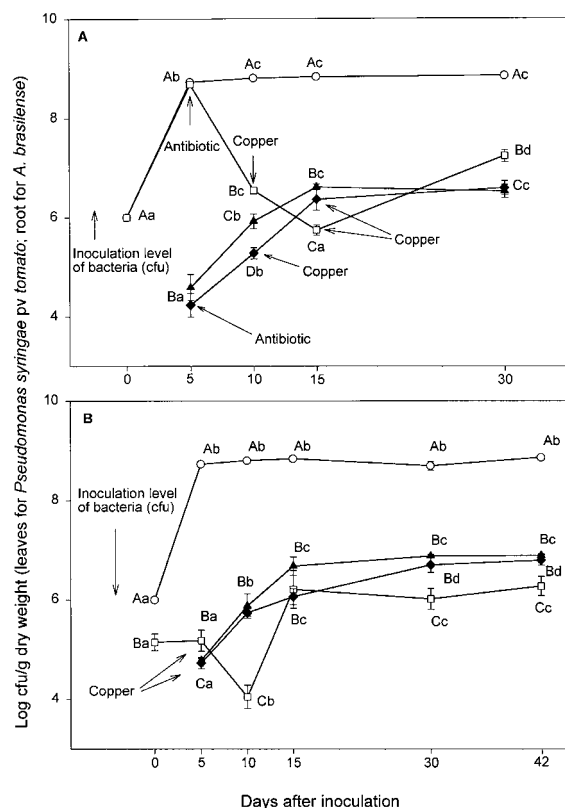 Log cfu/g dry weight (leaves for Pseudomonas syringae pv tomato; root for A. brasilense)
10
A
Ab
Ac
Ac
Ac
8
Antibiotic
Copper
Bd
Bc
Bc
Cc
6
Aa
Cb
Inoculation level
of bacteria (cfu)
Ca
Copper
Db
Copper
Ba
4
Antibiotic
0
5
10
15
30
10
B
Ab
Ab
Ab
Ab
Ab
Inoculation level
of bacteria (cfu)
8
Bc
Bc
Bc
Bb
Bd
Bd
6
Aa
Ba
Bc
Cc
Cc
Ba
Copper
Ca
Cb
4
0
5
10
15
30
42
Days after inoculation